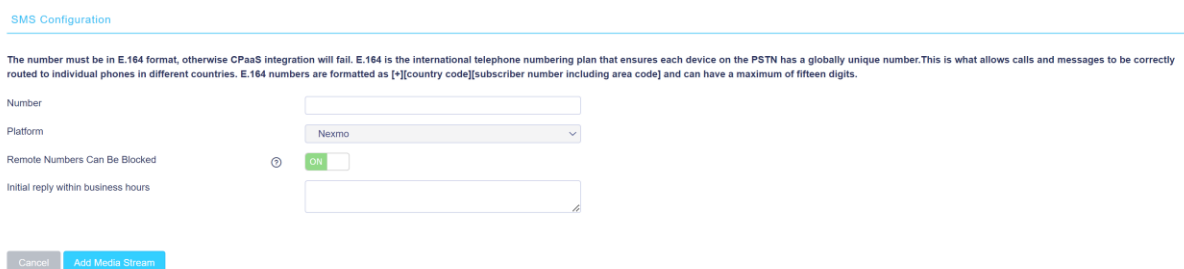 SMS Configuration
The number must be in E.164 format, otherwise CPaaS integration will fail. E.164 is the international telephone numbering plan that ensures each device on the PSTN has a globally unique number.This is what allows calls and messages to be correctly
routed to individual phones in different countries. E.164 numbers are formatted as [+][country code][subscriber number including area code] and can have a maximum of fifteen digits.
Number
Platform
Nexmo
Remote Numbers Can Be Blocked
?
ON
Initial reply within business hours
Cancel
Add Media Stream